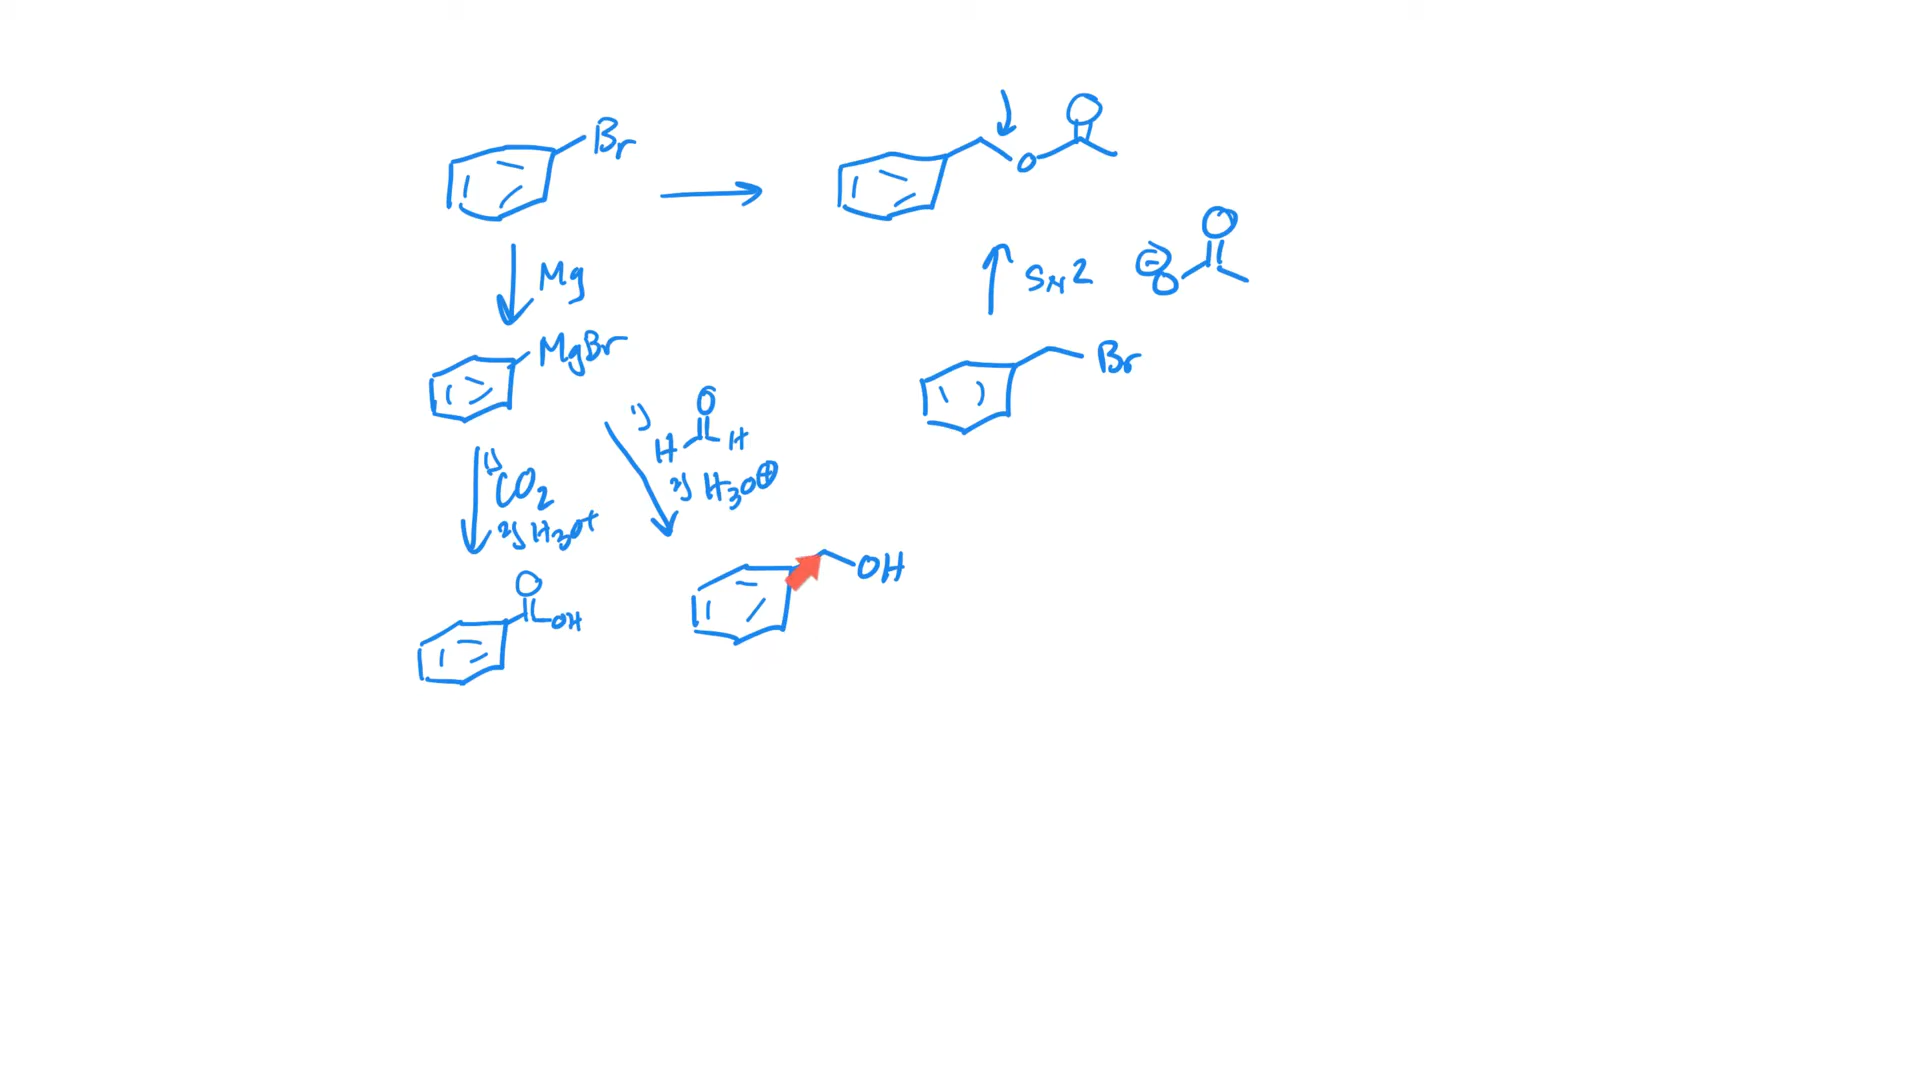 Br
O
O
Mg
SN2
⊖
O
O
MgBr
Br
1)
O
H
H
2) H3O⊕
1)
CO2
2) H3O+
O
OH
OH